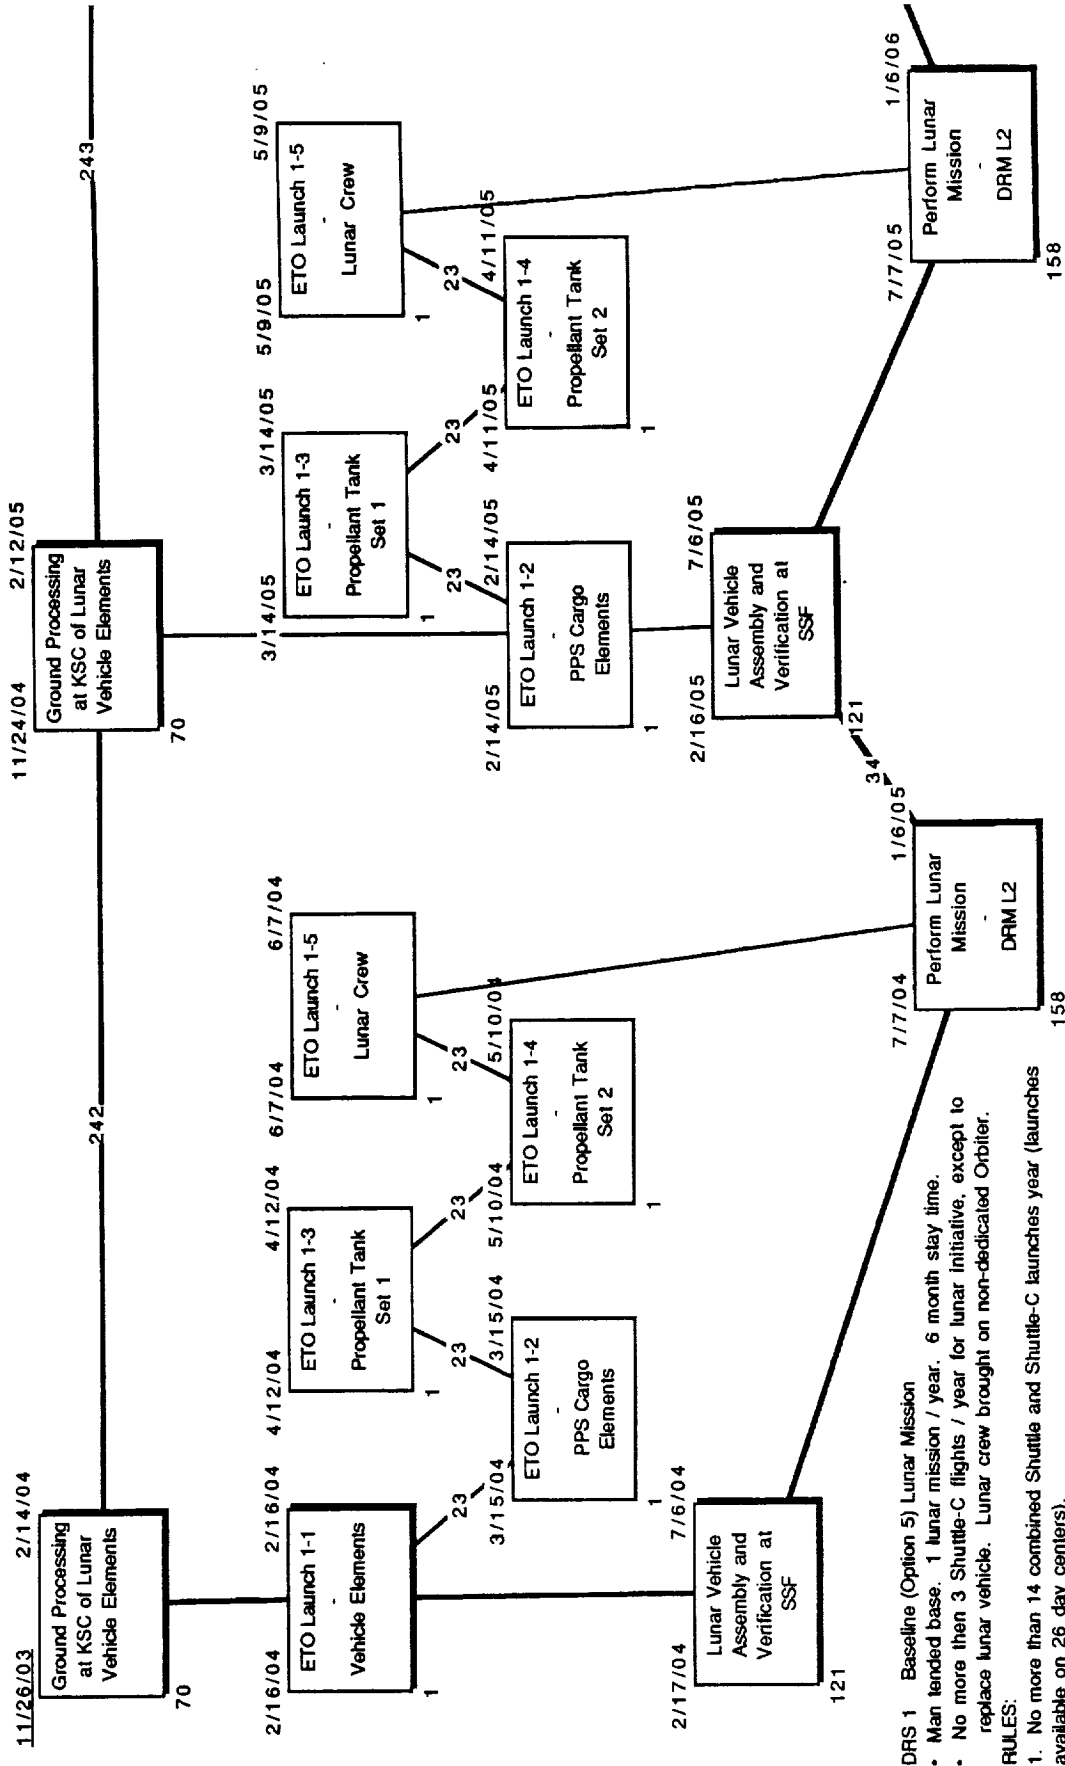 11/26/03
2/14/04
Ground Processing
at KSC of Lunar
Vehicle Elements
70
242
11/24/04
2/12/05
Ground Processing
at KSC of Lunar
Vehicle Elements
70
243
2/16/04
2/16/04
ETO Launch 1-1
-
Vehicle Elements
1
23
3/15/04
3/15/04
ETO Launch 1-2
-
PPS Cargo
Elements
1
23
4/12/04
4/12/04
ETO Launch 1-3
-
Propellant Tank
Set 1
1
23
5/10/04
5/10/04
ETO Launch 1-4
-
Propellant Tank
Set 2
1
23
6/7/04
6/7/04
ETO Launch 1-5
-
Lunar Crew
1
2/17/04
7/6/04
Lunar Vehicle
Assembly and
Verification at
SSF
121
7/7/04
1/6/05
Perform Lunar
Mission
-
DRM L2
158
34
2/14/05
2/14/05
ETO Launch 1-2
-
PPS Cargo
Elements
1
23
3/14/05
3/14/05
ETO Launch 1-3
-
Propellant Tank
Set 1
1
23
4/11/05
4/11/05
ETO Launch 1-4
-
Propellant Tank
Set 2
1
23
5/9/05
5/9/05
ETO Launch 1-5
-
Lunar Crew
1
2/16/05
7/6/05
Lunar Vehicle
Assembly and
Verification at
SSF
121
7/7/05
1/6/06
Perform Lunar
Mission
-
DRM L2
158
DRS 1 Baseline (Option 5) Lunar Mission
• Man tended base. 1 lunar mission / year. 6 month stay time.
• No more then 3 Shuttle-C flights / year for lunar initiative, except to
replace lunar vehicle. Lunar crew brought on non-dedicated Orbiter.
RULES:
1. No more than 14 combined Shuttle and Shuttle-C launches year (launches
available on 26 day centers).